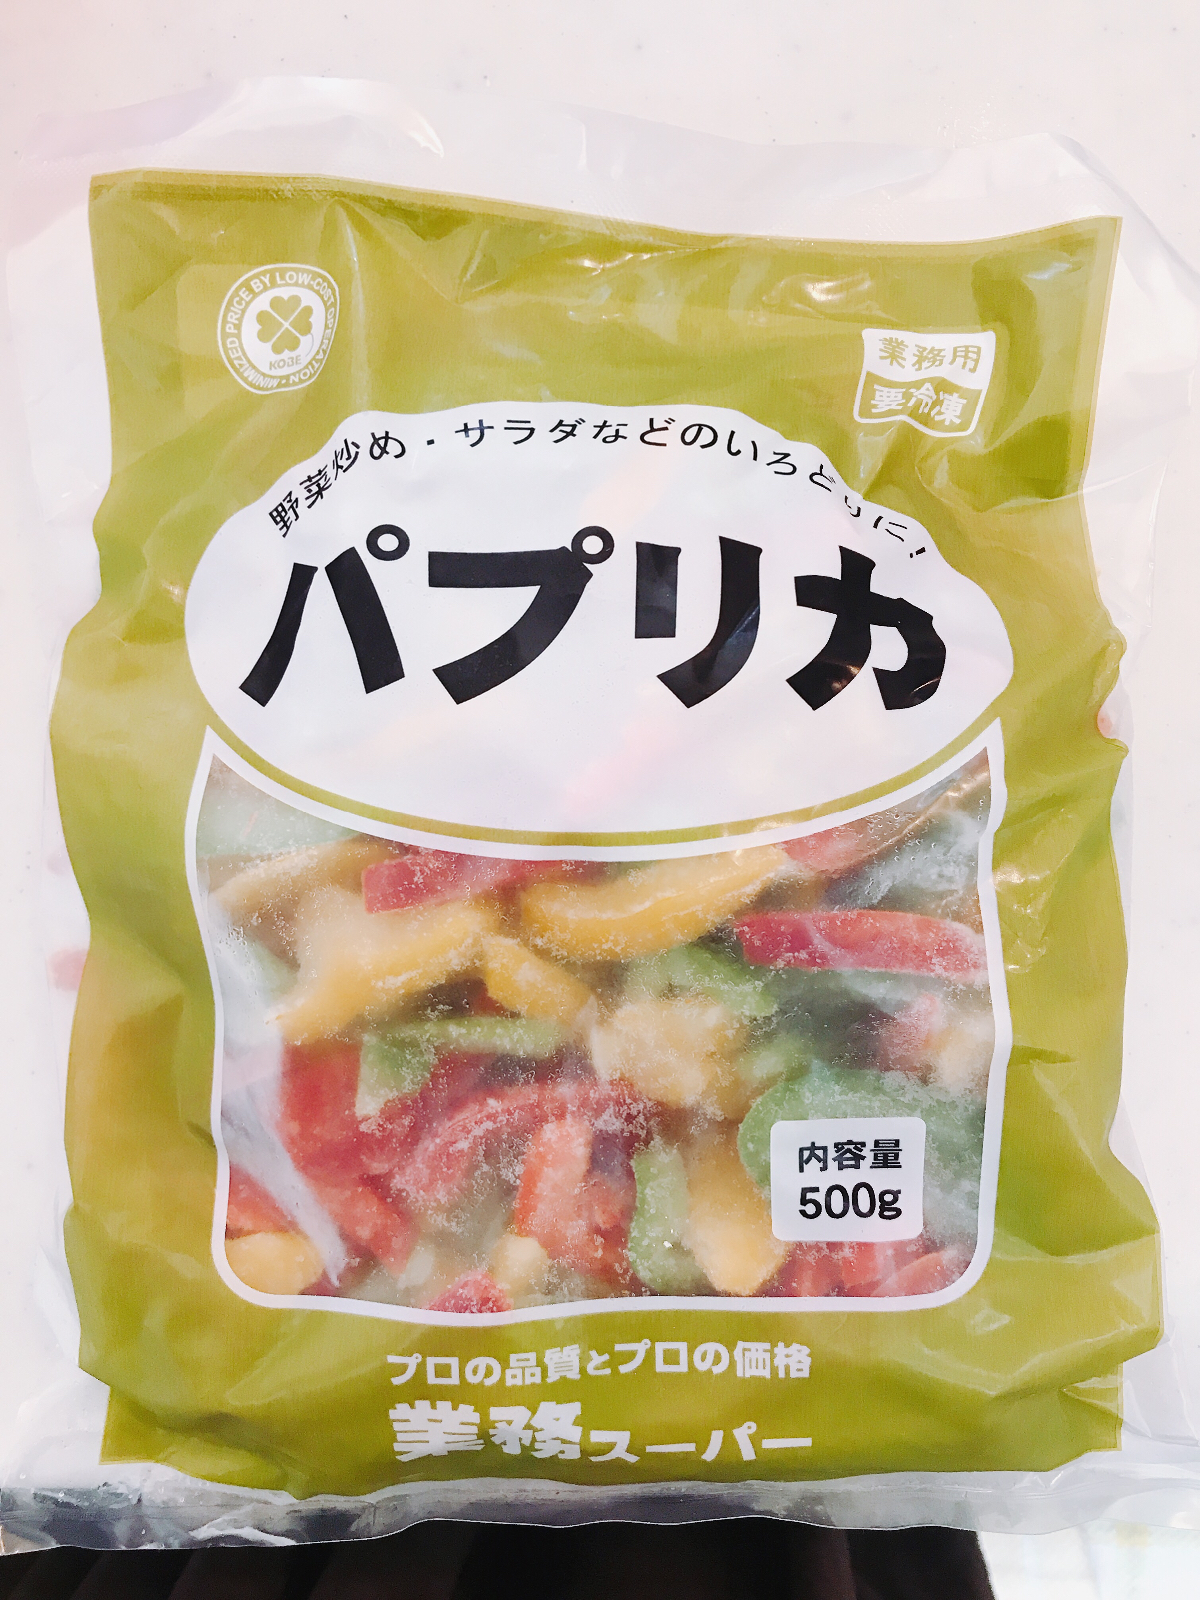 MINIMIZED PRICE BY LOW-COST OPERATION・
KOBE
業務用
要冷凍
野菜炒め・サラダなどのいろどりに!
パプリカ
内容量
500g
プロの品質とプロの価格
業務スーパー